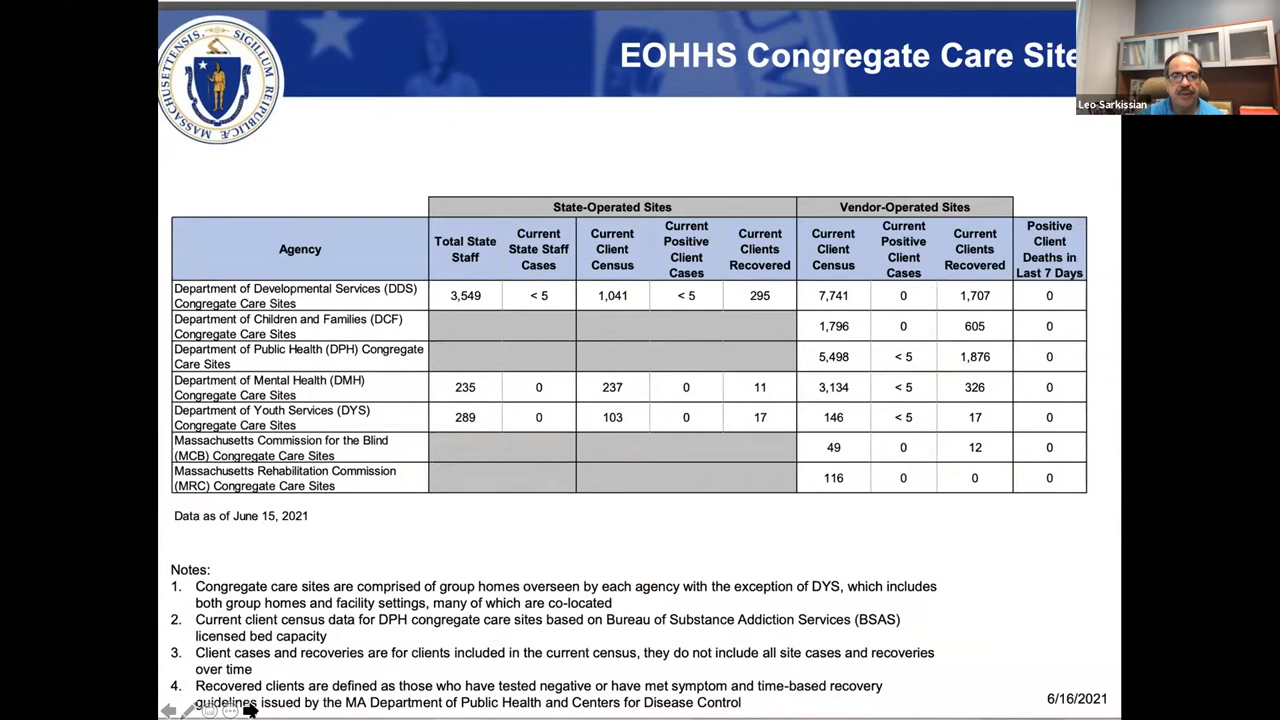 EOHHS Congregate Care Site
Leo Sarkissian
MASSACHUSETTENSIS. SIGILLUM REIPUBLICÆ
State-Operated Sites
Vendor-Operated Sites
Agency
Total State Staff
Current State Staff Cases
Current Client Census
Current Positive Client Cases
Current Clients Recovered
Current Client Census
Current Positive Client Cases
Current Clients Recovered
Positive Client Deaths in Last 7 Days
Department of Developmental Services (DDS) Congregate Care Sites 3,549 < 5 1,041 < 5 295 7,741 0 1,707 0
Department of Children and Families (DCF) Congregate Care Sites 1,796 0 605 0
Department of Public Health (DPH) Congregate Care Sites 5,498 < 5 1,876 0
Department of Mental Health (DMH) Congregate Care Sites 235 0 237 0 11 3,134 < 5 326 0
Department of Youth Services (DYS) Congregate Care Sites 289 0 103 0 17 146 < 5 17 0
Massachusetts Commission for the Blind (MCB) Congregate Care Sites 49 0 12 0
Massachusetts Rehabilitation Commission (MRC) Congregate Care Sites 116 0 0 0
Data as of June 15, 2021
Notes:
1. Congregate care sites are comprised of group homes overseen by each agency with the exception of DYS, which includes
both group homes and facility settings, many of which are co-located
2. Current client census data for DPH congregate care sites based on Bureau of Substance Addiction Services (BSAS)
licensed bed capacity
3. Client cases and recoveries are for clients included in the current census, they do not include all site cases and recoveries
over time
4. Recovered clients are defined as those who have tested negative or have met symptom and time-based recovery
guidelines issued by the MA Department of Public Health and Centers for Disease Control
6/16/2021